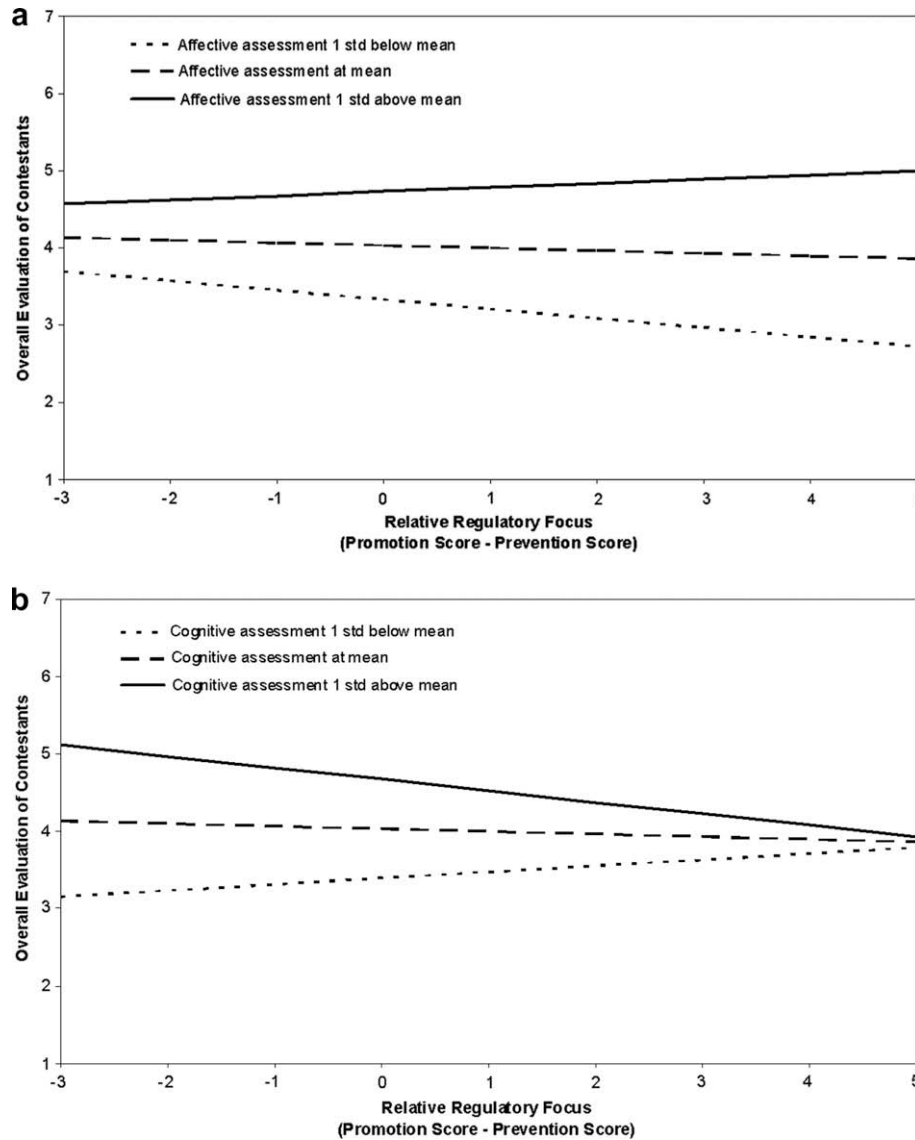 a
7
Affective assessment 1 std below mean
Affective assessment at mean
Affective assessment 1 std above mean
6
5
4
3
2
1
Overall Evaluation of Contestants
-3 -2 -1 0 1 2 3 4
Relative Regulatory Focus
(Promotion Score - Prevention Score)
b
7
Cognitive assessment 1 std below mean
Cognitive assessment at mean
Cognitive assessment 1 std above mean
6
5
4
3
2
1
Overall Evaluation of Contestants
-3 -2 -1 0 1 2 3 4 5
Relative Regulatory Focus
(Promotion Score - Prevention Score)